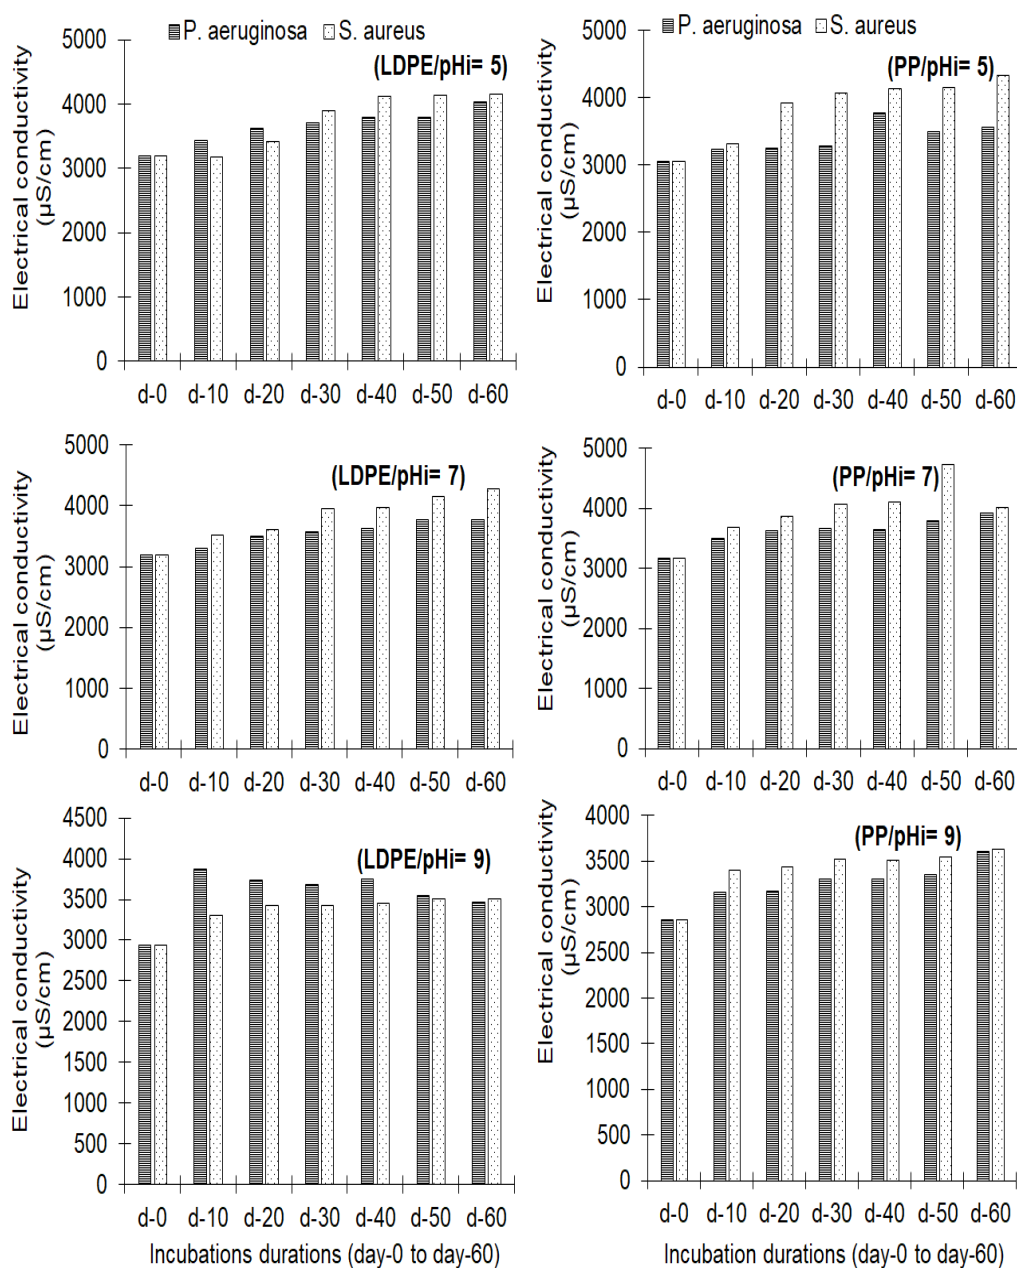 P. aeruginosa S. aureus
(LDPE/pHi= 5)
Electrical conductivity
(µS/cm)
5000
4000
3000
2000
1000
0
d-0 d-10 d-20 d-30 d-40 d-50 d-60
P. aeruginosa S. aureus
(PP/pHi= 5)
Electrical conductivity
(µS/cm)
5000
4000
3000
2000
1000
0
d-0 d-10 d-20 d-30 d-40 d-50 d-60
(LDPE/pHi= 7)
Electrical conductivity
(µS/cm)
5000
4000
3000
2000
1000
0
d-0 d-10 d-20 d-30 d-40 d-50 d-60
(PP/pHi= 7)
Electrical conductivity
(µS/cm)
5000
4000
3000
2000
1000
0
d-0 d-10 d-20 d-30 d-40 d-50 d-60
(LDPE/pHi= 9)
Electrical conductivity
(µS/cm)
4500
4000
3500
3000
2500
2000
1500
1000
500
0
d-0 d-10 d-20 d-30 d-40 d-50 d-60
Incubations durations (day-0 to day-60)
(PP/pHi= 9)
Electrical conductivity
(µS/cm)
4000
3500
3000
2500
2000
1500
1000
500
0
d-0 d-10 d-20 d-30 d-40 d-50 d-60
Incubation durations (day-0 to day-60)